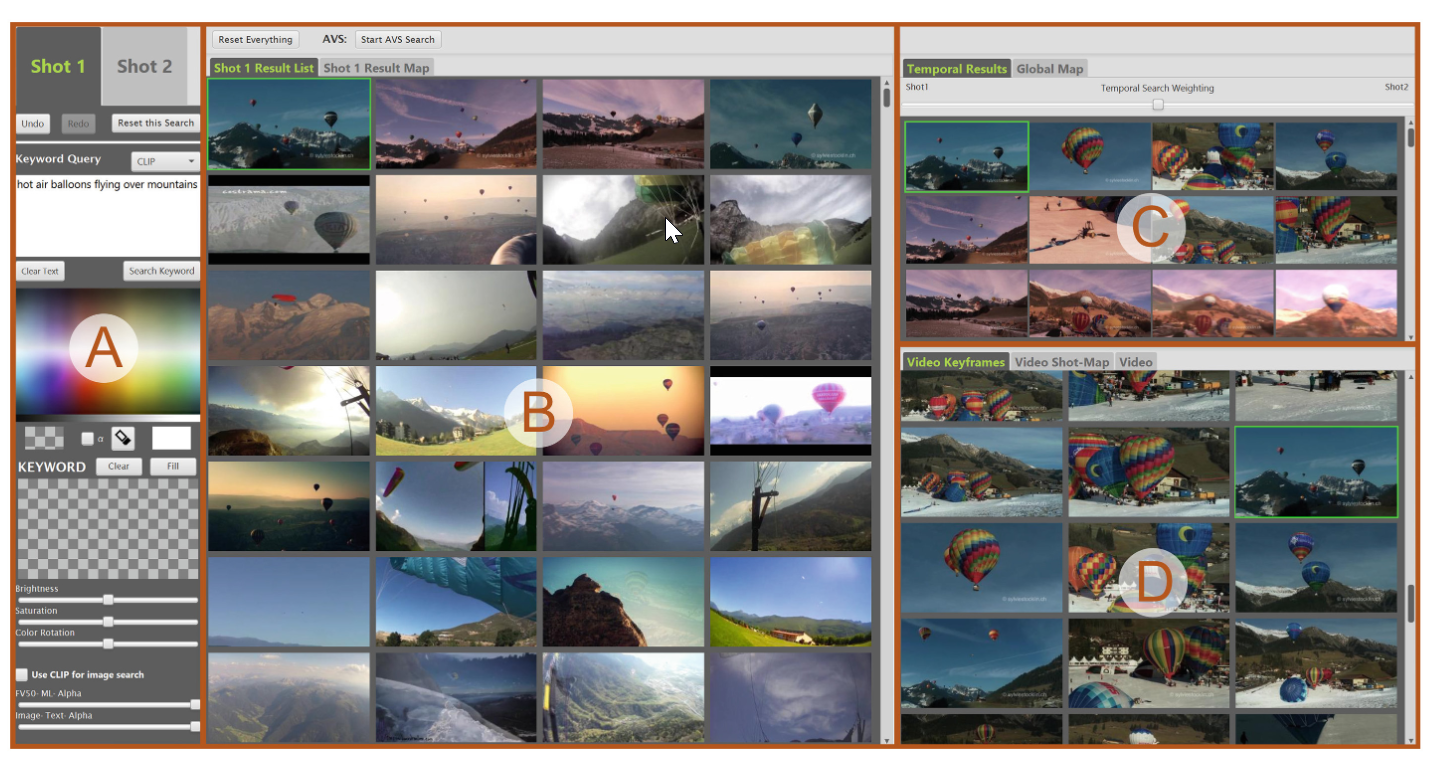 Shot 1 Shot 2
Undo Redo Reset this Search
Keyword Query CLIP
hot air balloons flying over mountains
Clear Text Search Keyword
A
α
KEYWORD Clear Fill
Brightness
Saturation
Color Rotation
Use CLIP for image search
FV50- ML- Alpha
Image- Text- Alpha
Reset Everything AVS: Start AVS Search
Shot 1 Result List Shot 1 Result Map
B
Temporal Results Global Map
Shot1 Temporal Search Weighting Shot2
C
Video Keyframes Video Shot-Map Video
D